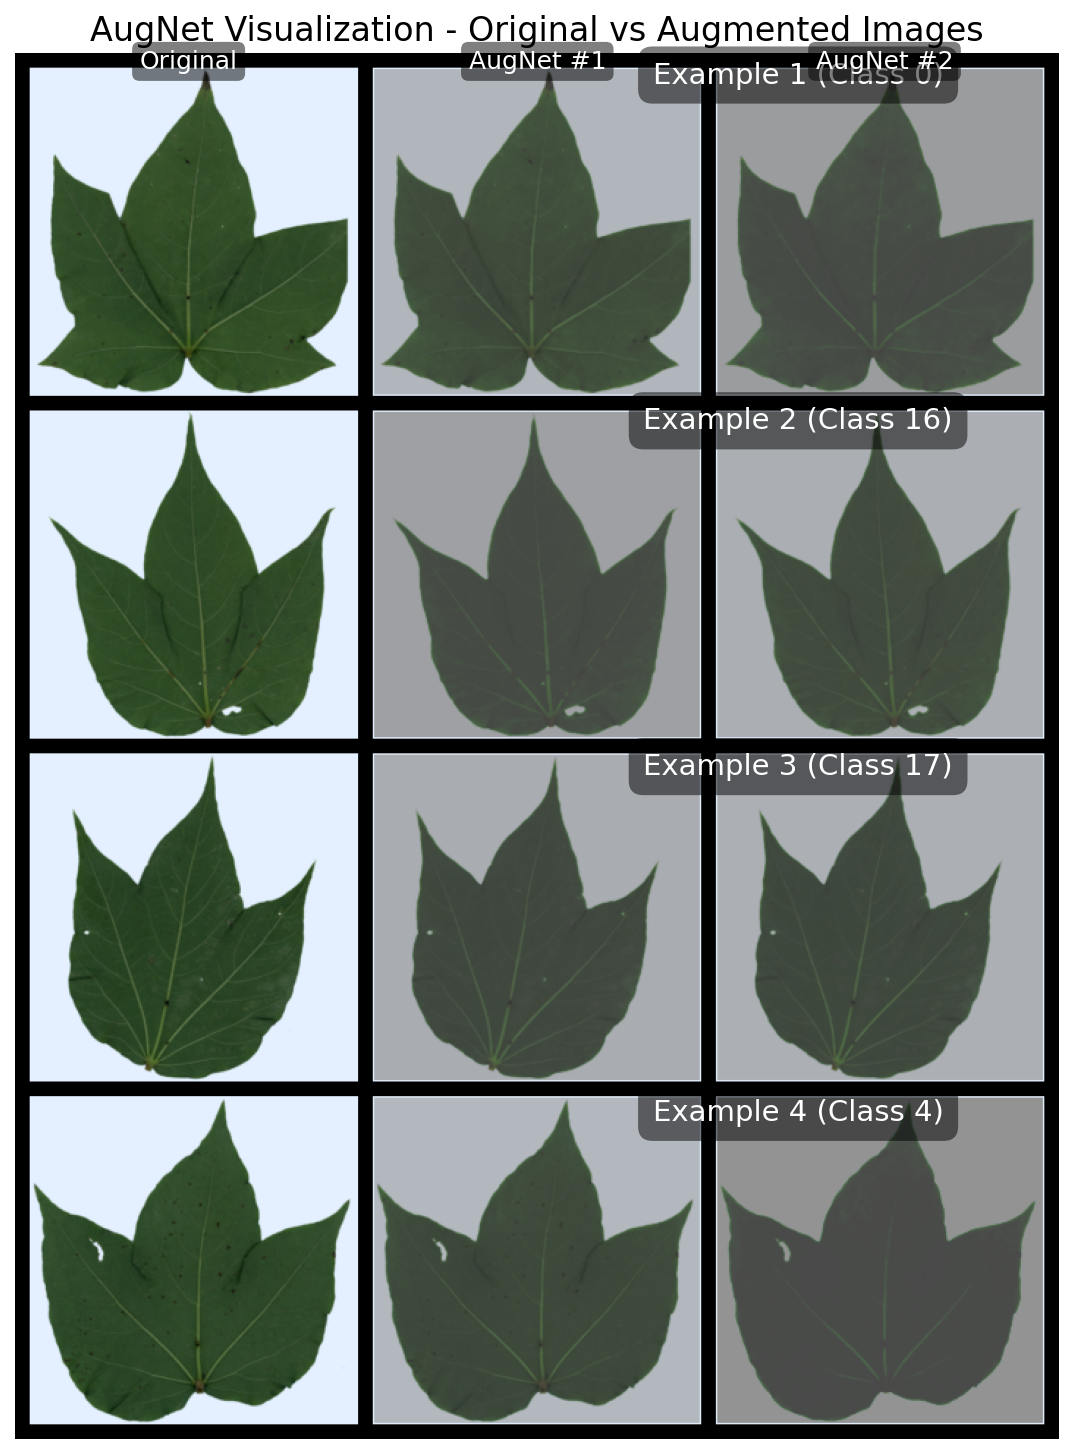 AugNet Visualization - Original vs Augmented Images
Original
AugNet #1
AugNet #2
Example 1 (Class 0)
Example 2 (Class 16)
Example 3 (Class 17)
Example 4 (Class 4)